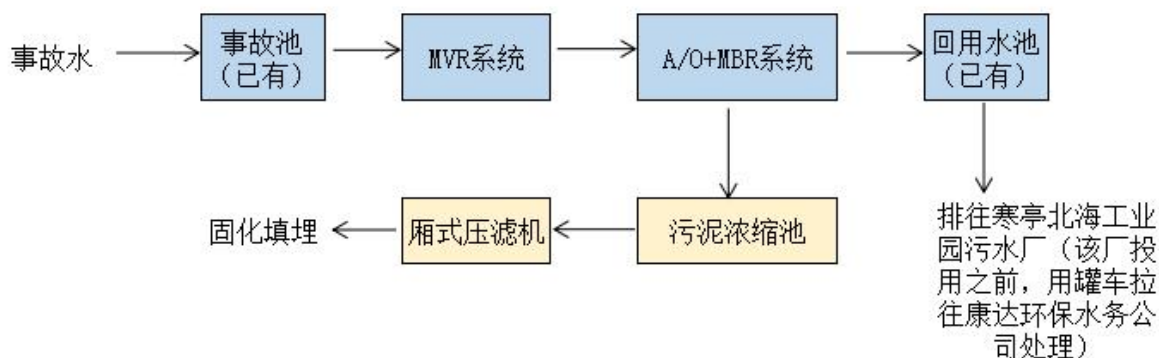 事故水
事故池
（已有）
MVR系统
A/O+MBR系统
回用水池
（已有）
固化填埋
厢式压滤机
污泥浓缩池
排往寒亭北海工业
园污水厂（该厂投
用之前，用罐车拉
往康达环保水务公
司处理）